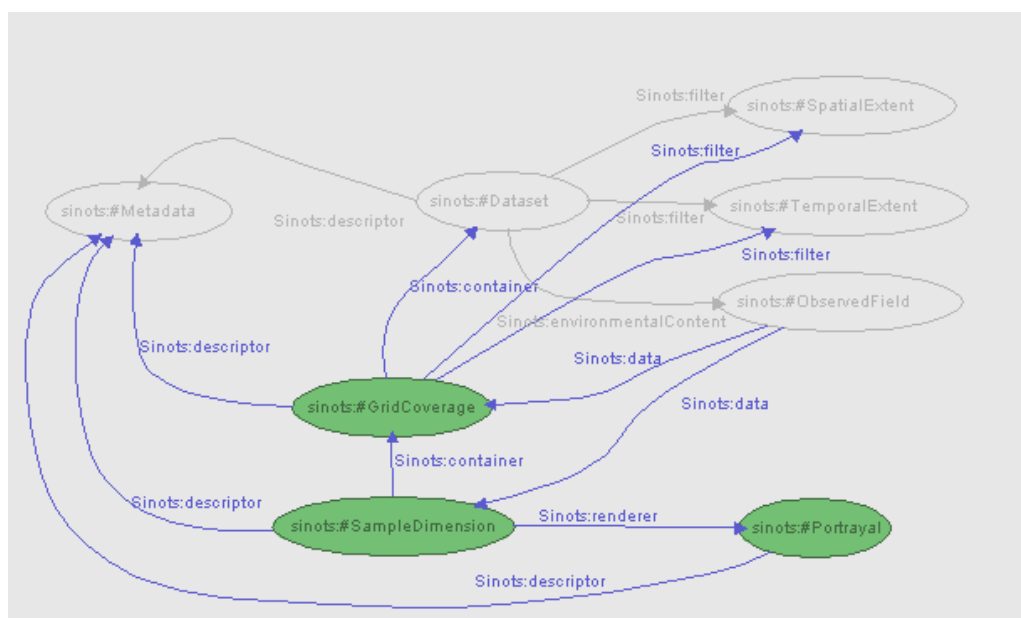 Sinots:filter
sinots:#SpatialExtent
Sinots:filter
sinots:#Metadata
sinots:#Dataset
sinots:#TemporalExtent
Sinots:descriptor
Sinots:filter
Sinots:filter
Sinots:container
sinots:#ObservedField
Sinots:environmentalContent
Sinots:descriptor
Sinots:data
sinots:#GridCoverage
Sinots:data
Sinots:container
Sinots:descriptor
Sinots:renderer
sinots:#SampleDimension
sinots:#Portrayal
Sinots:descriptor